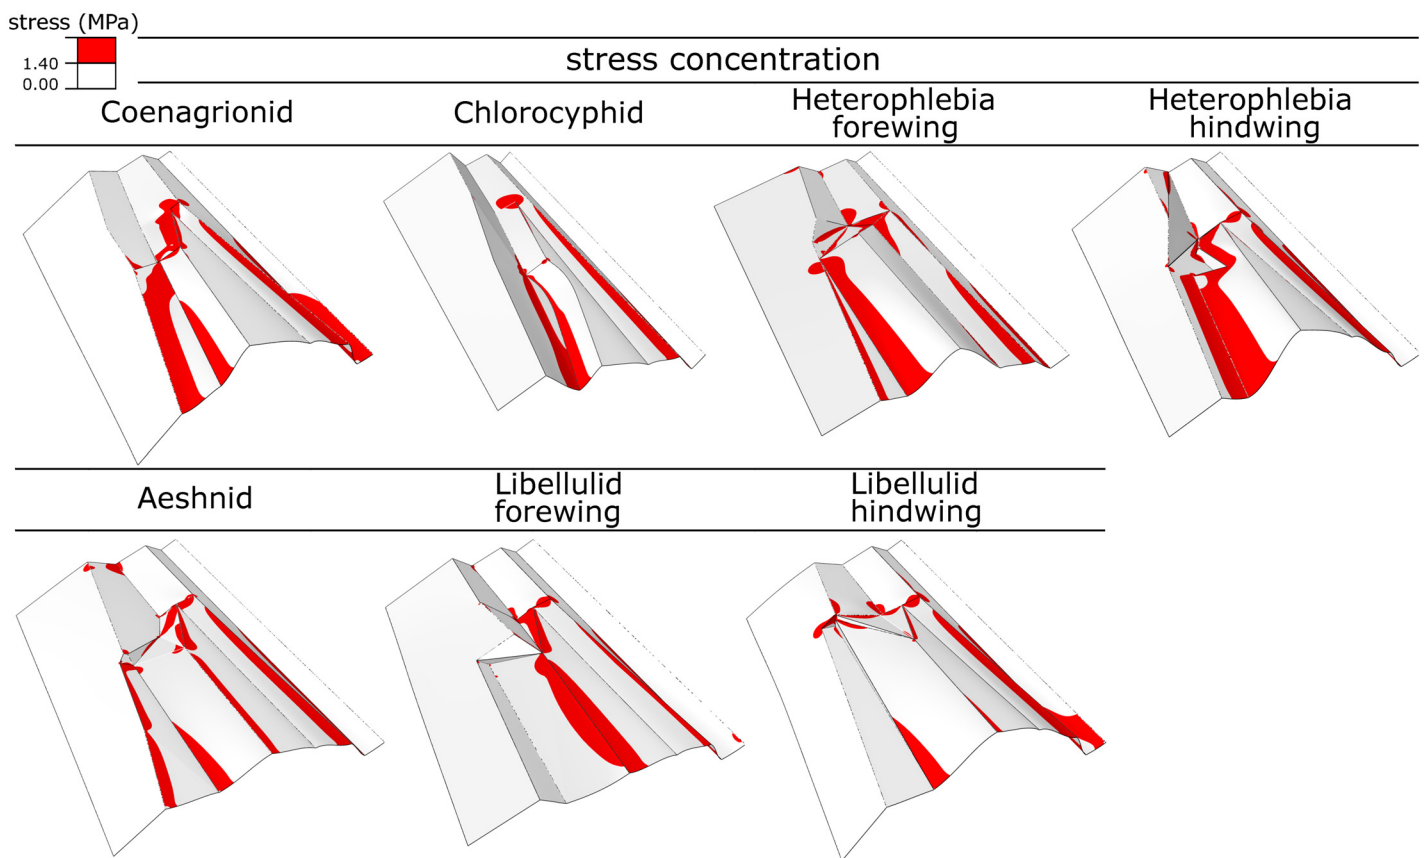 stress (MPa)
1.40
0.00
stress concentration
Coenagrionid
Chlorocyphid
Heterophlebia
forewing
Heterophlebia
hindwing
Aeshnid
Libellulid
forewing
Libellulid
hindwing